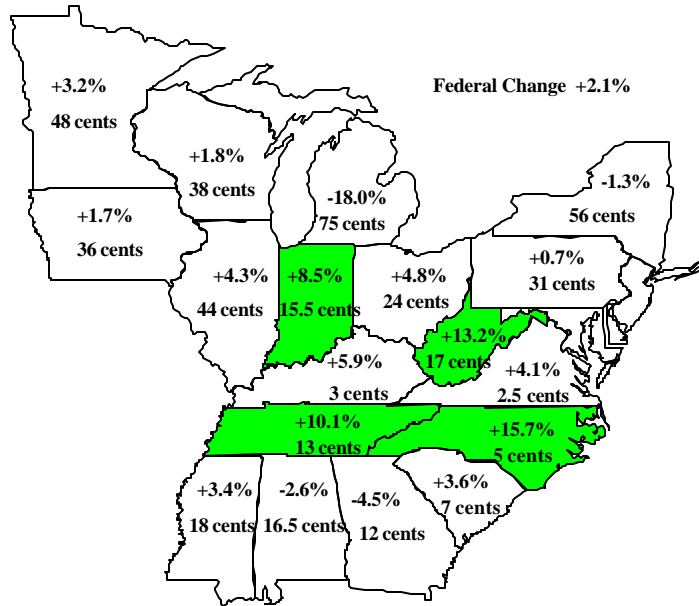 Federal Change +2.1%
+3.2%
48 cents
+1.8%
38 cents
-18.0%
75 cents
-1.3%
56 cents
+1.7%
36 cents
+4.3%
44 cents
+8.5%
15.5 cents
+4.8%
24 cents
+0.7%
31 cents
+13.2%
17 cents
+5.9%
3 cents
+4.1%
2.5 cents
+10.1%
13 cents
+15.7%
5 cents
+3.4%
18 cents
-2.6%
16.5 cents
-4.5%
12 cents
+3.6%
7 cents